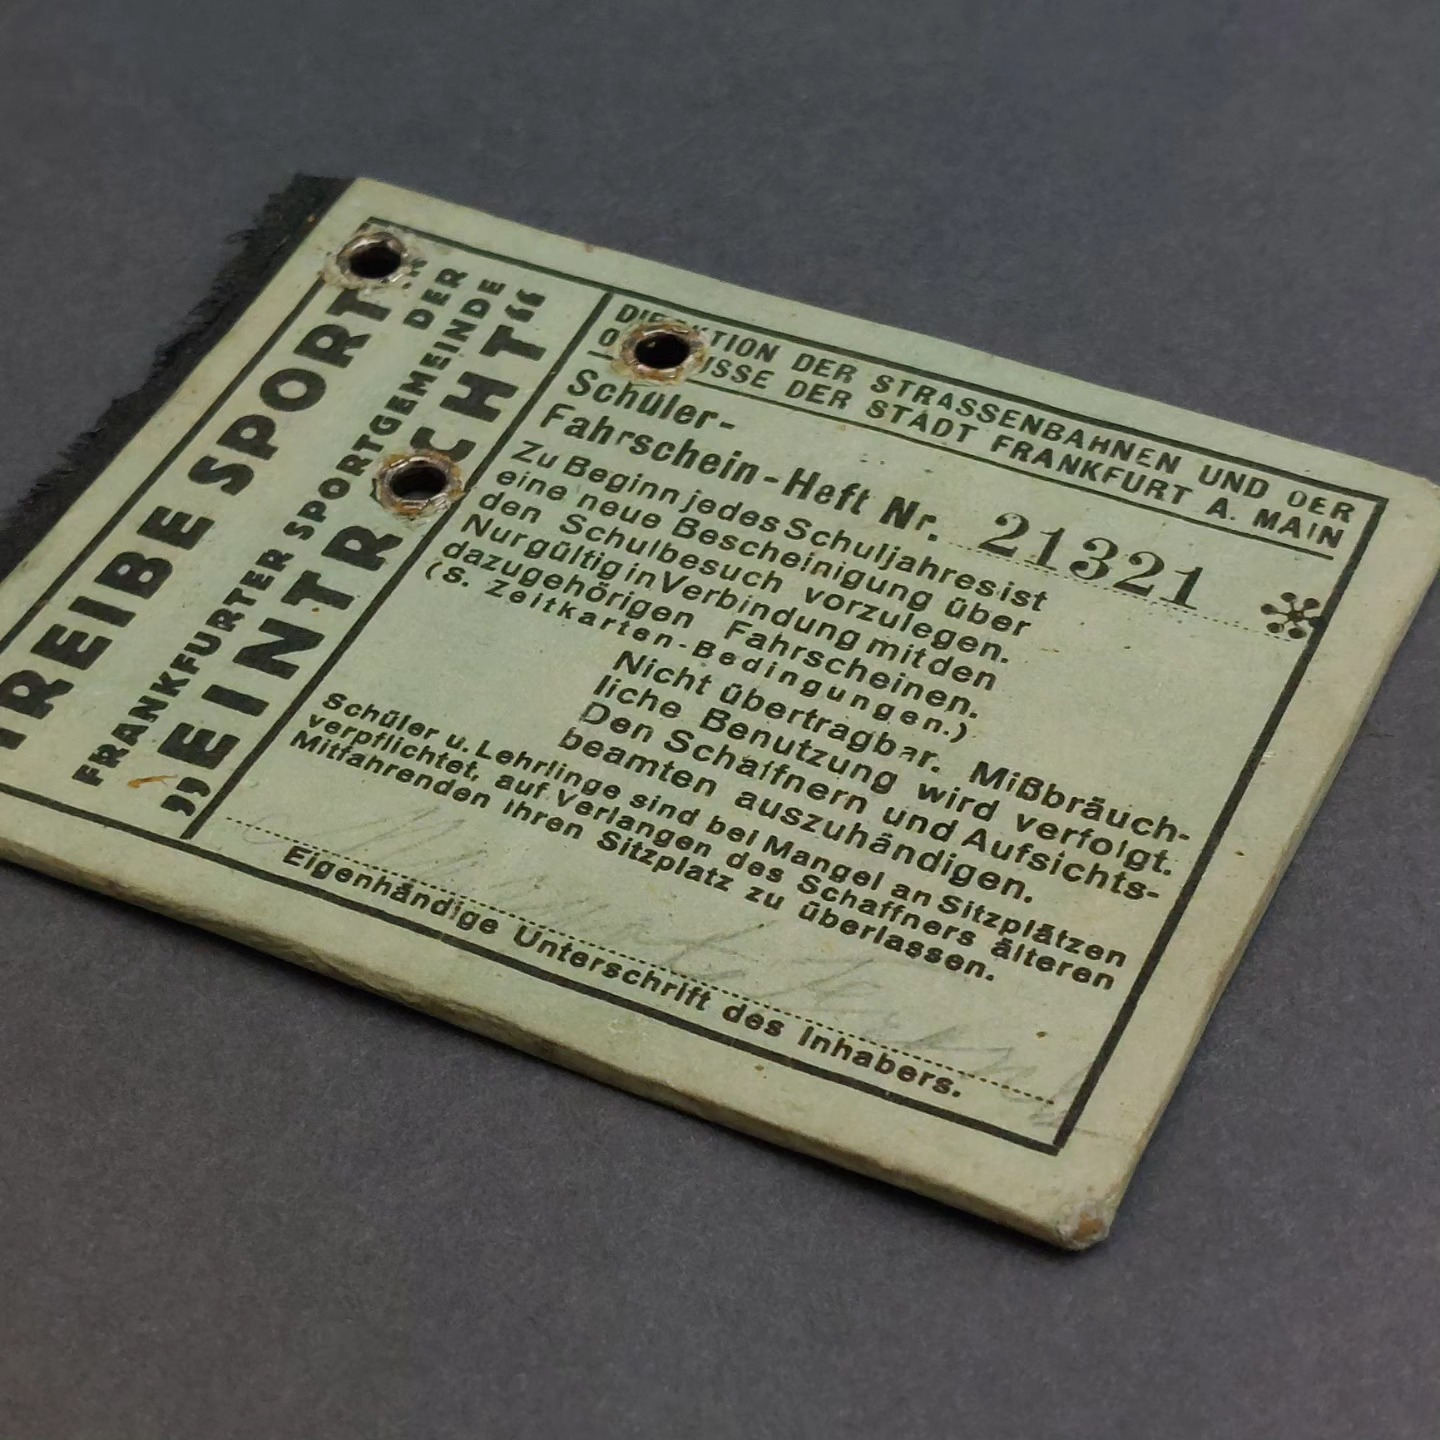 TREIBE SPORT
DER
FRANKFURTER SPORTGEMEINDE
„EINTR CHT“
DIREKTION DER STRASSENBAHNEN UND DER
OMNIBUSSE DER STADT FRANKFURT A. MAIN
Schüler-
Fahrschein-Heft Nr. 21321
Zu Beginn jedes Schuljahres ist
eine neue Bescheinigung über
den Schulbesuch vorzulegen.
Nur gültig in Verbindung mit den
dazugehörigen Fahrscheinen.
(S. Zeitkarten-Bedingungen.)
Nicht übertragbar. Mißbräuch-
liche Benutzung wird verfolgt.
Den Schaffnern und Aufsichts-
beamten auszuhändigen.
Schüler u. Lehrlinge sind bei Mangel an Sitzplätzen
verpflichtet, auf Verlangen des Schaffners älteren
Mitfahrenden ihren Sitzplatz zu überlassen.
Eigenhändige Unterschrift des Inhabers.